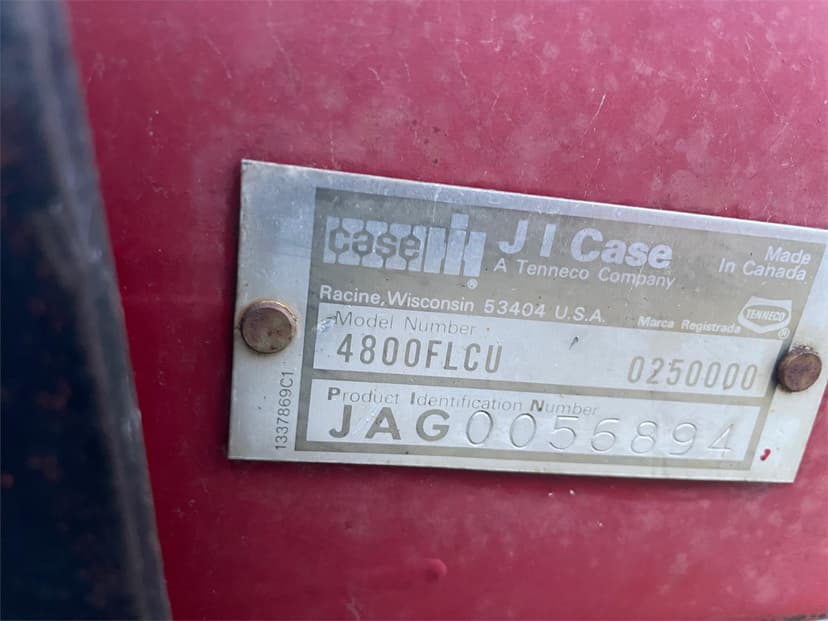 case IH ®
J I Case
A Tenneco Company
Made
In Canada
Racine, Wisconsin 53404 U.S.A.
Marca Registrada
TENNECO ®
Model Number
4800FLCU 0250000
Product Identification Number
JAG0056894
1337869C1